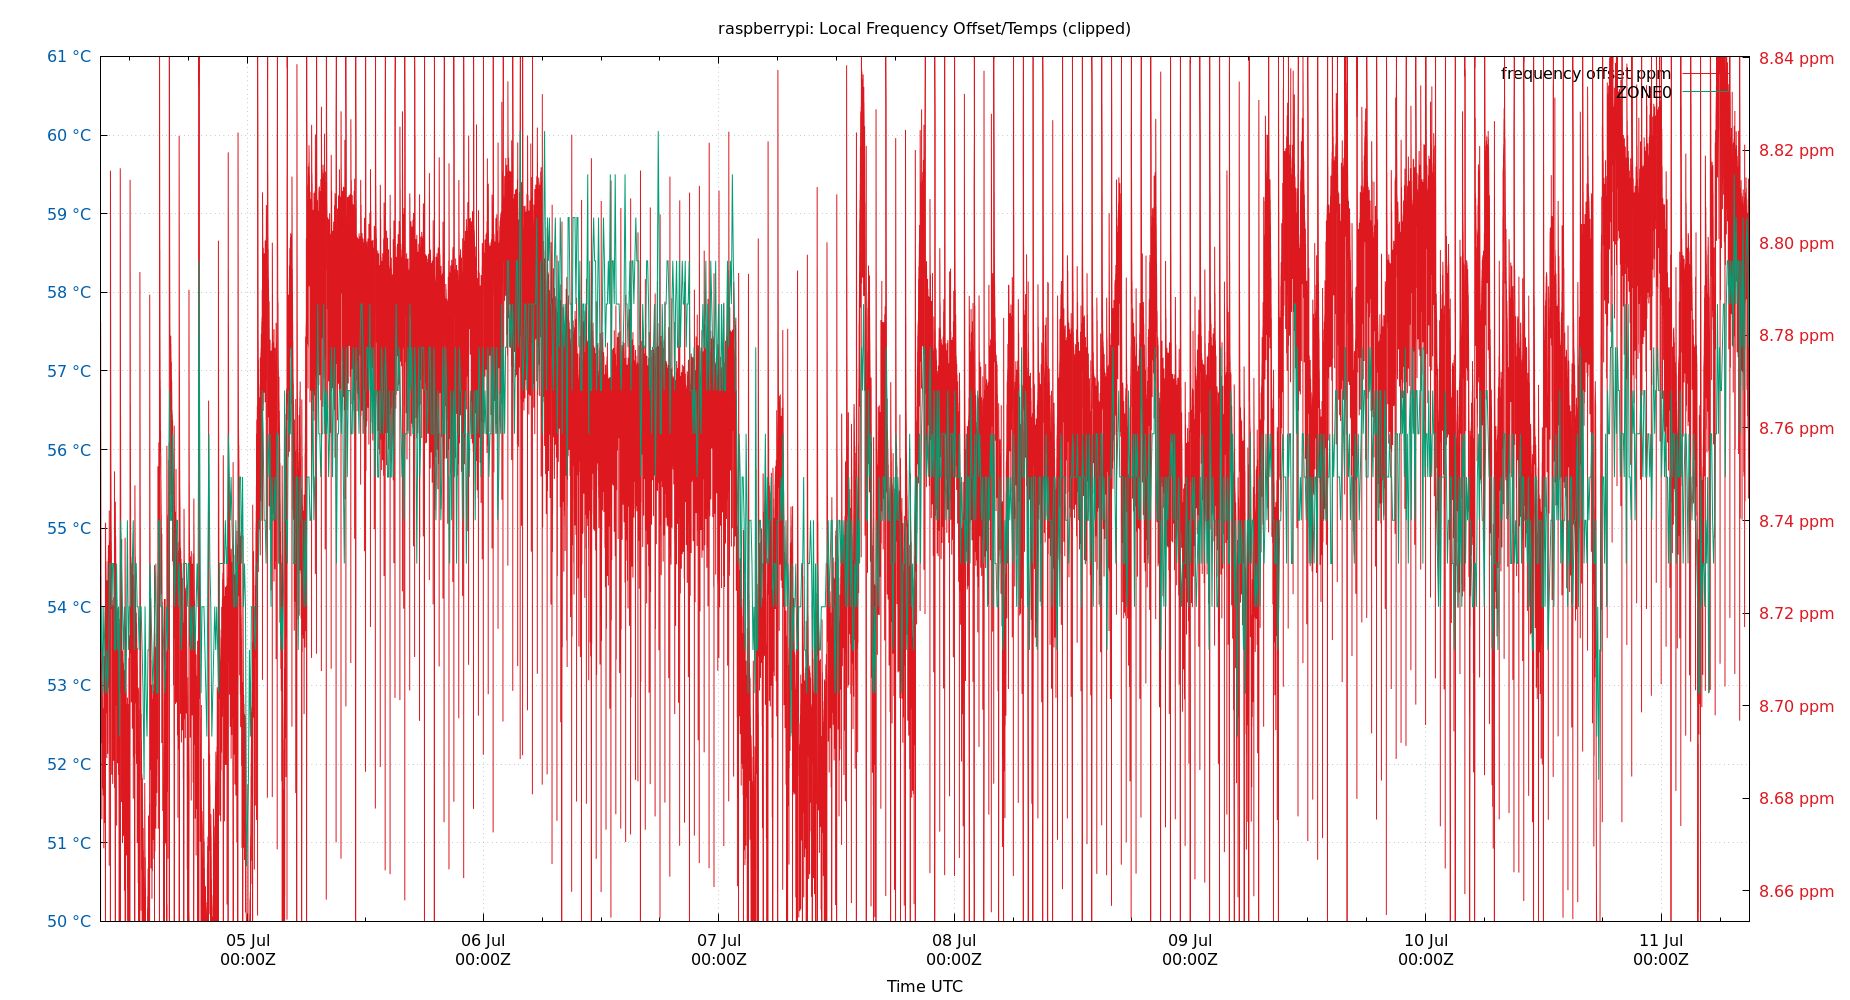 raspberrypi: Local Frequency Offset/Temps (clipped)
61 °C
60 °C
59 °C
58 °C
57 °C
56 °C
55 °C
54 °C
53 °C
52 °C
51 °C
50 °C
8.84 ppm
8.82 ppm
8.80 ppm
8.78 ppm
8.76 ppm
8.74 ppm
8.72 ppm
8.70 ppm
8.68 ppm
8.66 ppm
frequency offset ppm
ZONE0
05 Jul
00:00Z
06 Jul
00:00Z
07 Jul
00:00Z
08 Jul
00:00Z
09 Jul
00:00Z
10 Jul
00:00Z
11 Jul
00:00Z
Time UTC